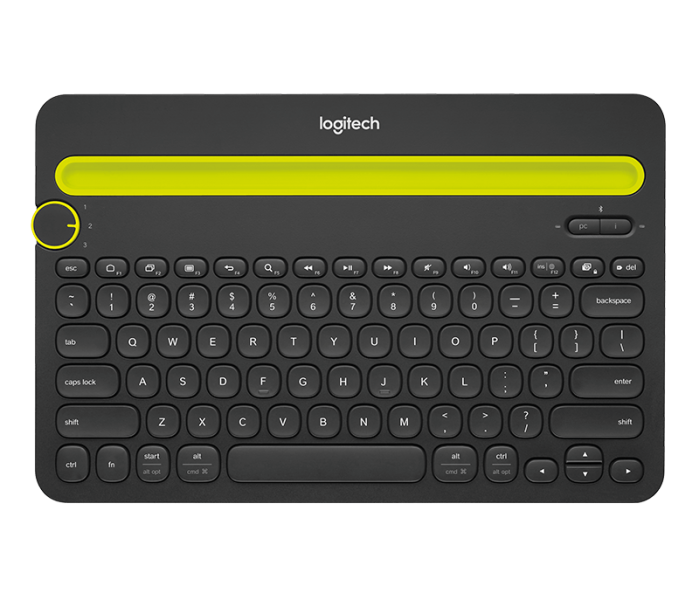 logitech
1
2
3
pc i
esc F1 F2 F3 F4 F5 F6 F7 F8 F9 F10 F11 F12 del
~ ! @ # $ % ^ & * ( ) — +
` 1 2 3 4 5 6 7 8 9 0 - = backspace
tab Q W E R T Y U I O P { } |
[ ] \
caps lock A S D F G H J K L : " enter
; '
shift Z X C V B N M < > ? shift
, . /
ctrl fn start alt alt ctrl
alt opt cmd ⌘ cmd ⌘ alt opt